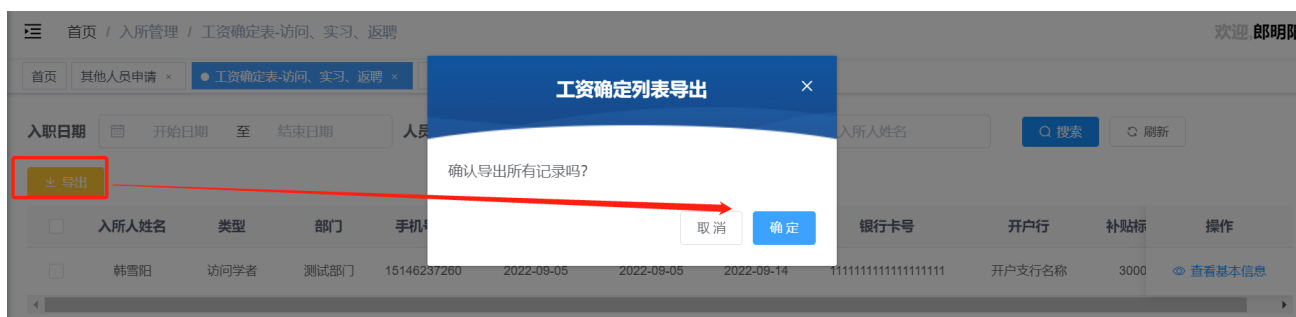 首页 / 入所管理 / 工资确定表-访问、实习、返聘
欢迎,郎明阳
首页 其他人员申请 × 工资确定表-访问、实习、返聘 ×
工资确定列表导出 ×
入职日期 开始日期 至 结束日期 人员 入所人姓名 搜索 刷新
确认导出所有记录吗?
导出
取消 确定
入所人姓名 类型 部门 手机 银行卡号 开户行 补贴标 操作
韩雪阳 访问学者 测试部门 15146237260 2022-09-05 2022-09-05 2022-09-14 1111111111111111111 开户支行名称 3000 查看基本信息